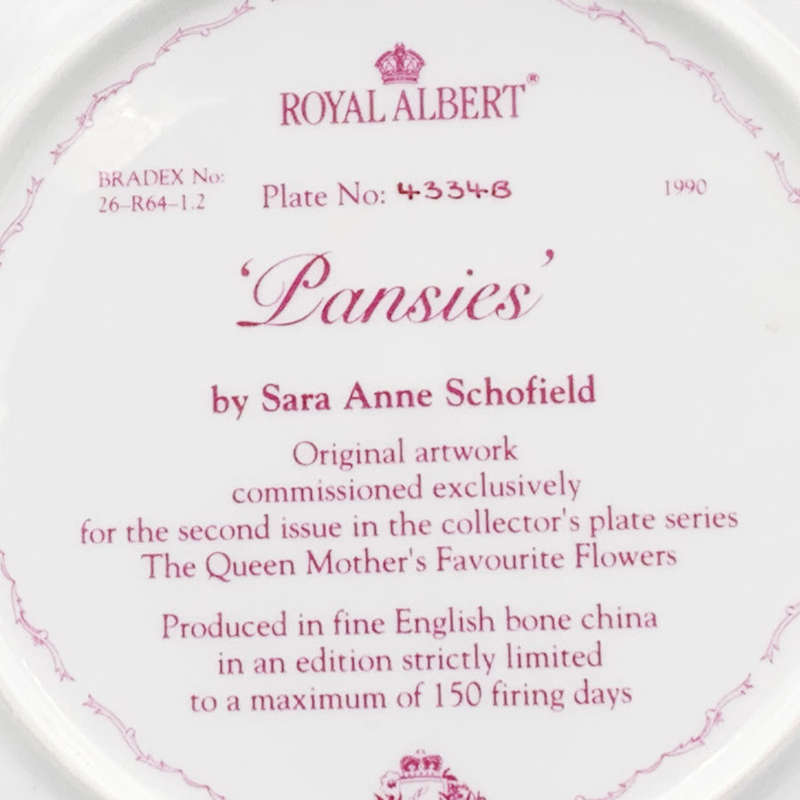 ROYAL ALBERT®
BRADEX No:
26-R64-1.2
Plate No: 4334B
1990
'Pansies'
by Sara Anne Schofield
Original artwork
commissioned exclusively
for the second issue in the collector's plate series
The Queen Mother's Favourite Flowers
Produced in fine English bone china
in an edition strictly limited
to a maximum of 150 firing days